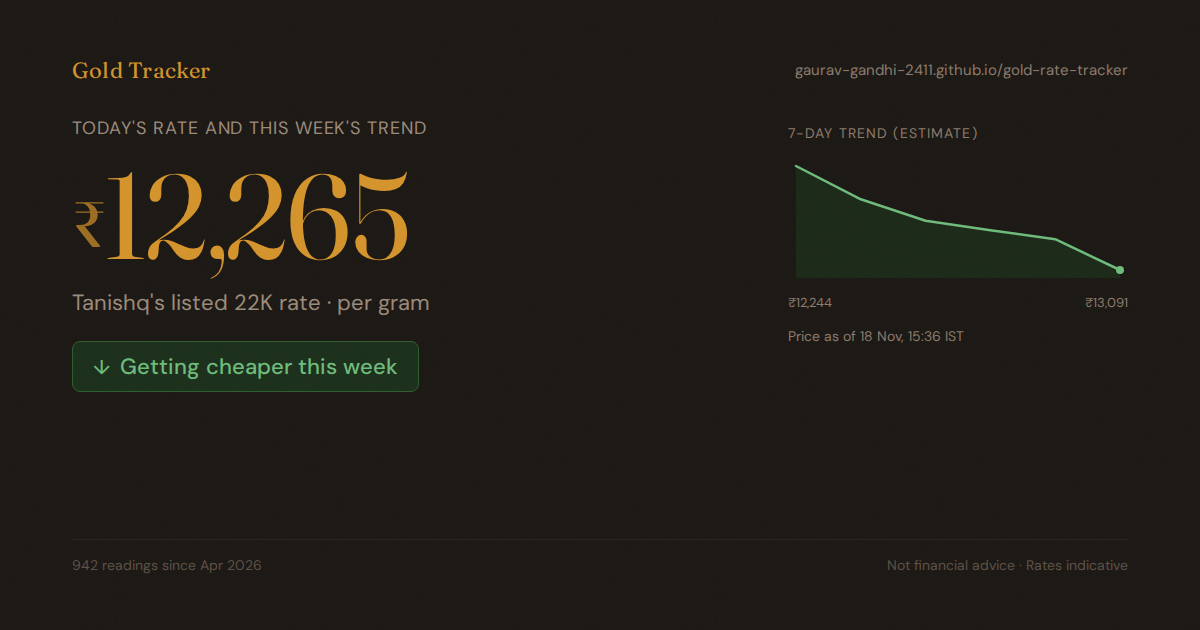 Gold Tracker
gaurav-gandhi-2411.github.io/gold-rate-tracker
TODAY'S RATE AND THIS WEEK'S TREND
₹12,265
Tanishq's listed 22K rate · per gram
↓ Getting cheaper this week
7-DAY TREND (ESTIMATE)
₹12,244 ₹13,091
Price as of 18 Nov, 15:36 IST
942 readings since Apr 2026
Not financial advice · Rates indicative